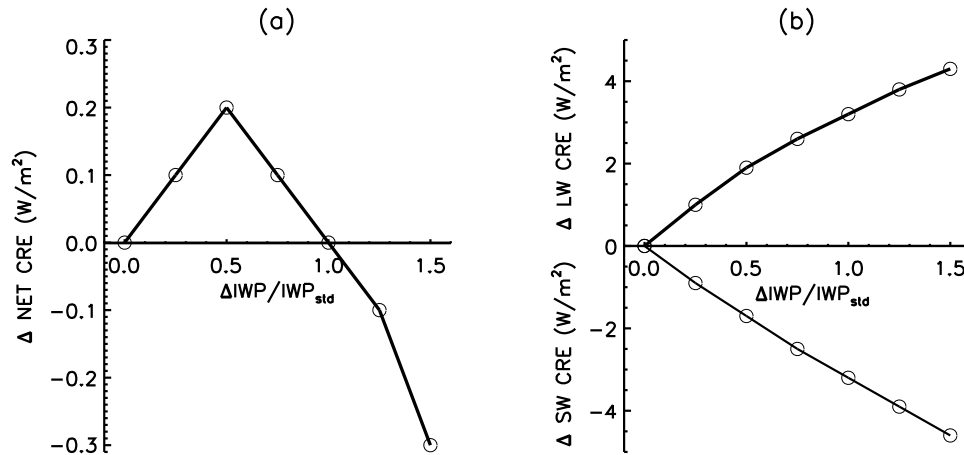 (a)
0.3
0.2
0.1
0.0
−0.1
−0.2
−0.3
Δ NET CRE (W/m²)
0.0 0.5 1.0 1.5
ΔIWP/IWPstd
(b)
4
2
0
−2
−4
Δ LW CRE (W/m²)
Δ SW CRE (W/m²)
0.0 0.5 1.0 1.5
ΔIWP/IWPstd